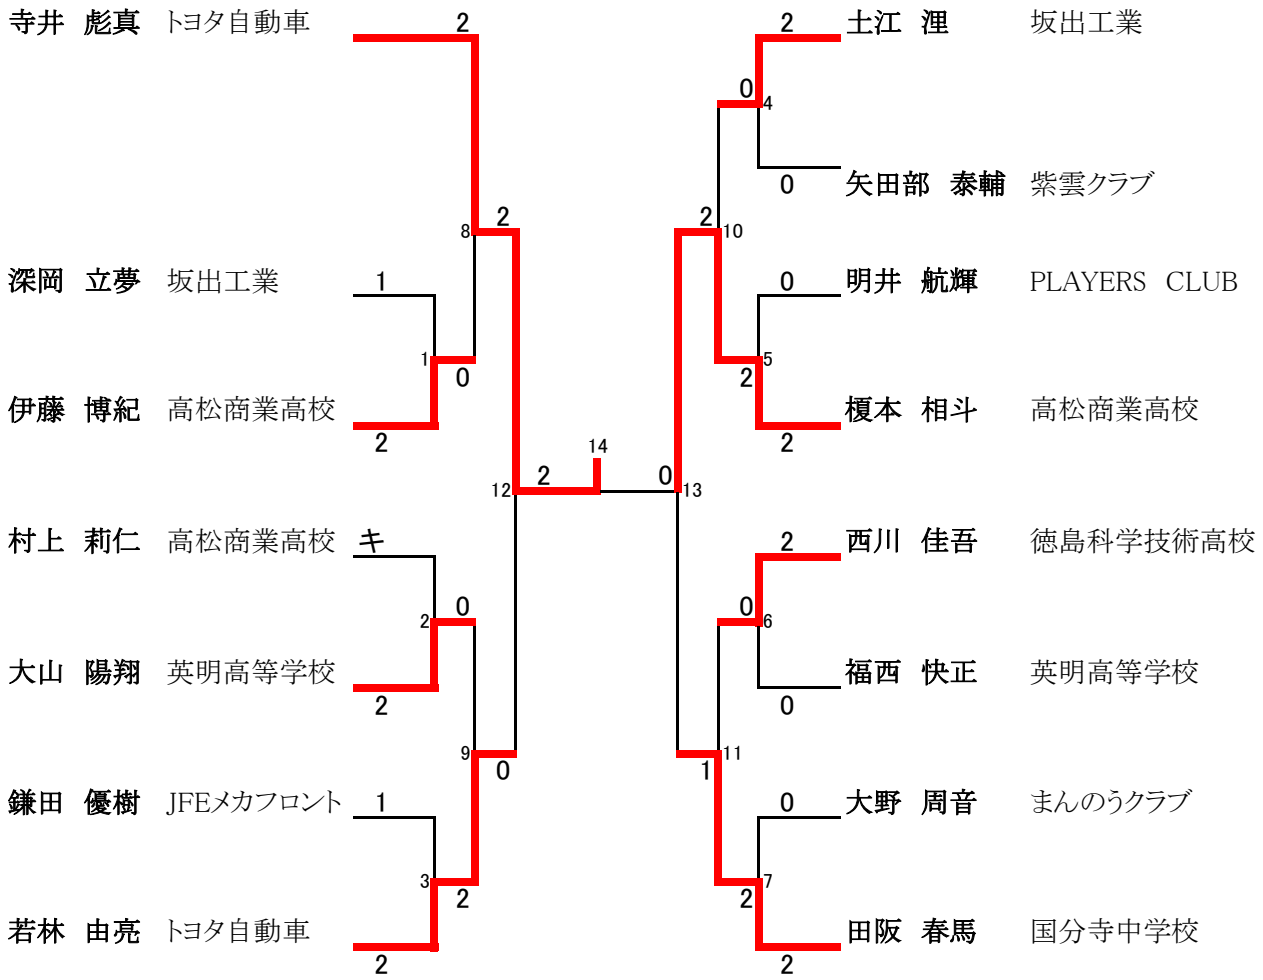 寺井　彪真 トヨタ自動車 2
2 土江　浬 坂出工業
0 4
0 矢田部　泰輔 紫雲クラブ
8 2
2 10
深岡　立夢 坂出工業 1
0 明井　航輝 PLAYERS　CLUB
1 0
2 5
伊藤　博紀 高松商業高校 2
2 榎本　相斗 高松商業高校
14
12 2 0 13
村上　莉仁 高松商業高校 キ
2 西川　佳吾 徳島科学技術高校
2 0
0 6
大山　陽翔 英明高等学校 2
0 福西　快正 英明高等学校
9 0
1 11
鎌田　優樹 JFEメカフロント 1
0 大野　周音 まんのうクラブ
3 2
2 7
若林　由亮 トヨタ自動車 2
2 田阪　春馬 国分寺中学校